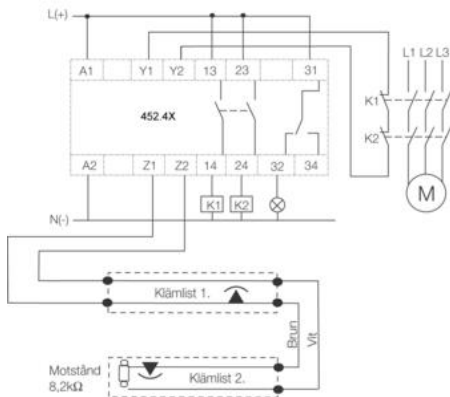 L(+)
A1 Y1 Y2 13 23 31
L1 L2 L3
452.4X
K1
K2
A2 Z1 Z2 14 24 32 34
K1 K2
M
N(-)
Klämlist 1.
Brun
Vit
Motstånd
8,2kΩ
Klämlist 2.